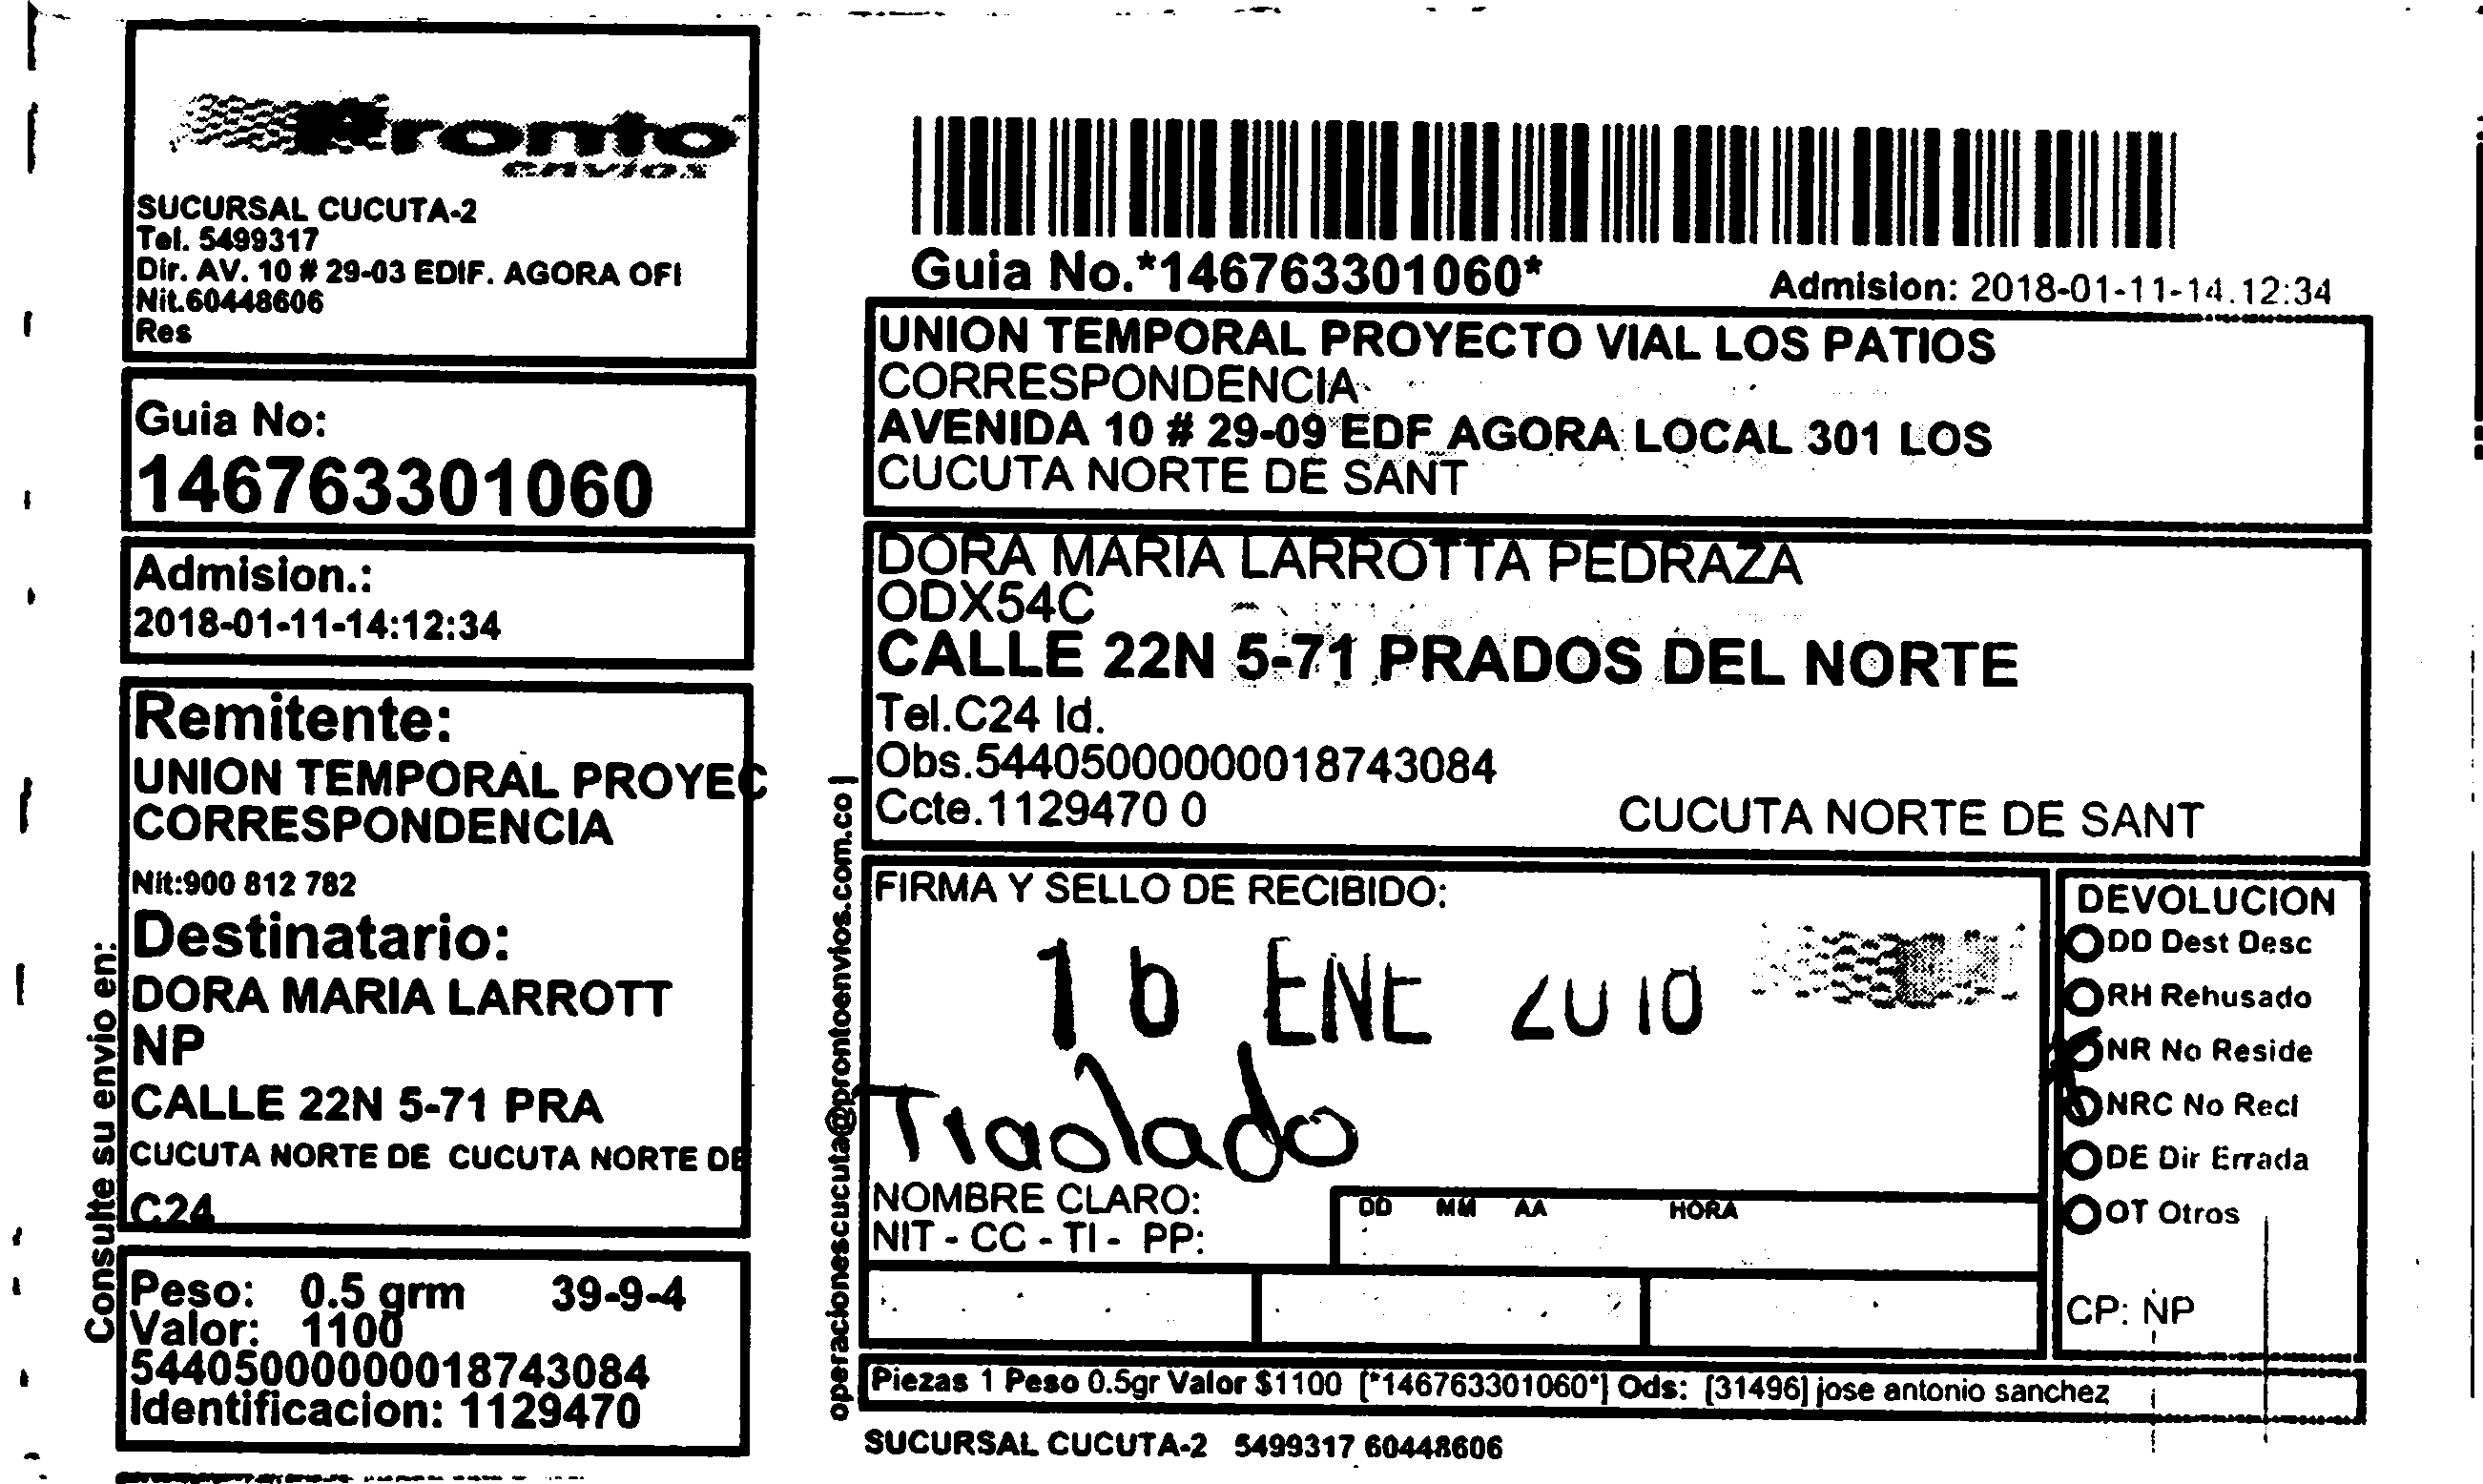 Pronto
envios
SUCURSAL CUCUTA-2
Tel. 5499317
Dir. AV. 10 # 29-03 EDIF. AGORA OFI
Nit.60448606
Res
Guia No:
146763301060
Admision.:
2018-01-11-14:12:34
Remitente:
UNION TEMPORAL PROYEC
CORRESPONDENCIA
Nit:900 812 782
Destinatario:
DORA MARIA LARROTT
NP
CALLE 22N 5-71 PRA
CUCUTA NORTE DE CUCUTA NORTE DE
C24
Peso: 0.5 grm 39-9-4
Valor: 1100
544050000000018743084
Identificacion: 1129470
Consulte su envio en:
operacionescucuta@prontoenvios.com.co |
Guia No.*146763301060*
Admision: 2018-01-11-14.12:34
UNION TEMPORAL PROYECTO VIAL LOS PATIOS
CORRESPONDENCIA
AVENIDA 10 # 29-09 EDF AGORA LOCAL 301 LOS
CUCUTA NORTE DE SANT
DORA MARIA LARROTTA PEDRAZA
ODX54C
CALLE 22N 5-71 PRADOS DEL NORTE
Tel.C24 Id.
Obs.544050000000018743084
Ccte.1129470 0
CUCUTA NORTE DE SANT
FIRMA Y SELLO DE RECIBIDO:
ENE
Traslado
NOMBRE CLARO:
NIT - CC - TI - PP:
DD MM AA HORA
DEVOLUCION
DD Dest Desc
RH Rehusado
NR No Reside
NRC No Recl
DE Dir Errada
OT Otros
CP: NP
Piezas 1 Peso 0.5gr Valor $1100 [*146763301060*] Ods: [31496] jose antonio sanchez
SUCURSAL CUCUTA-2 5499317 60448606